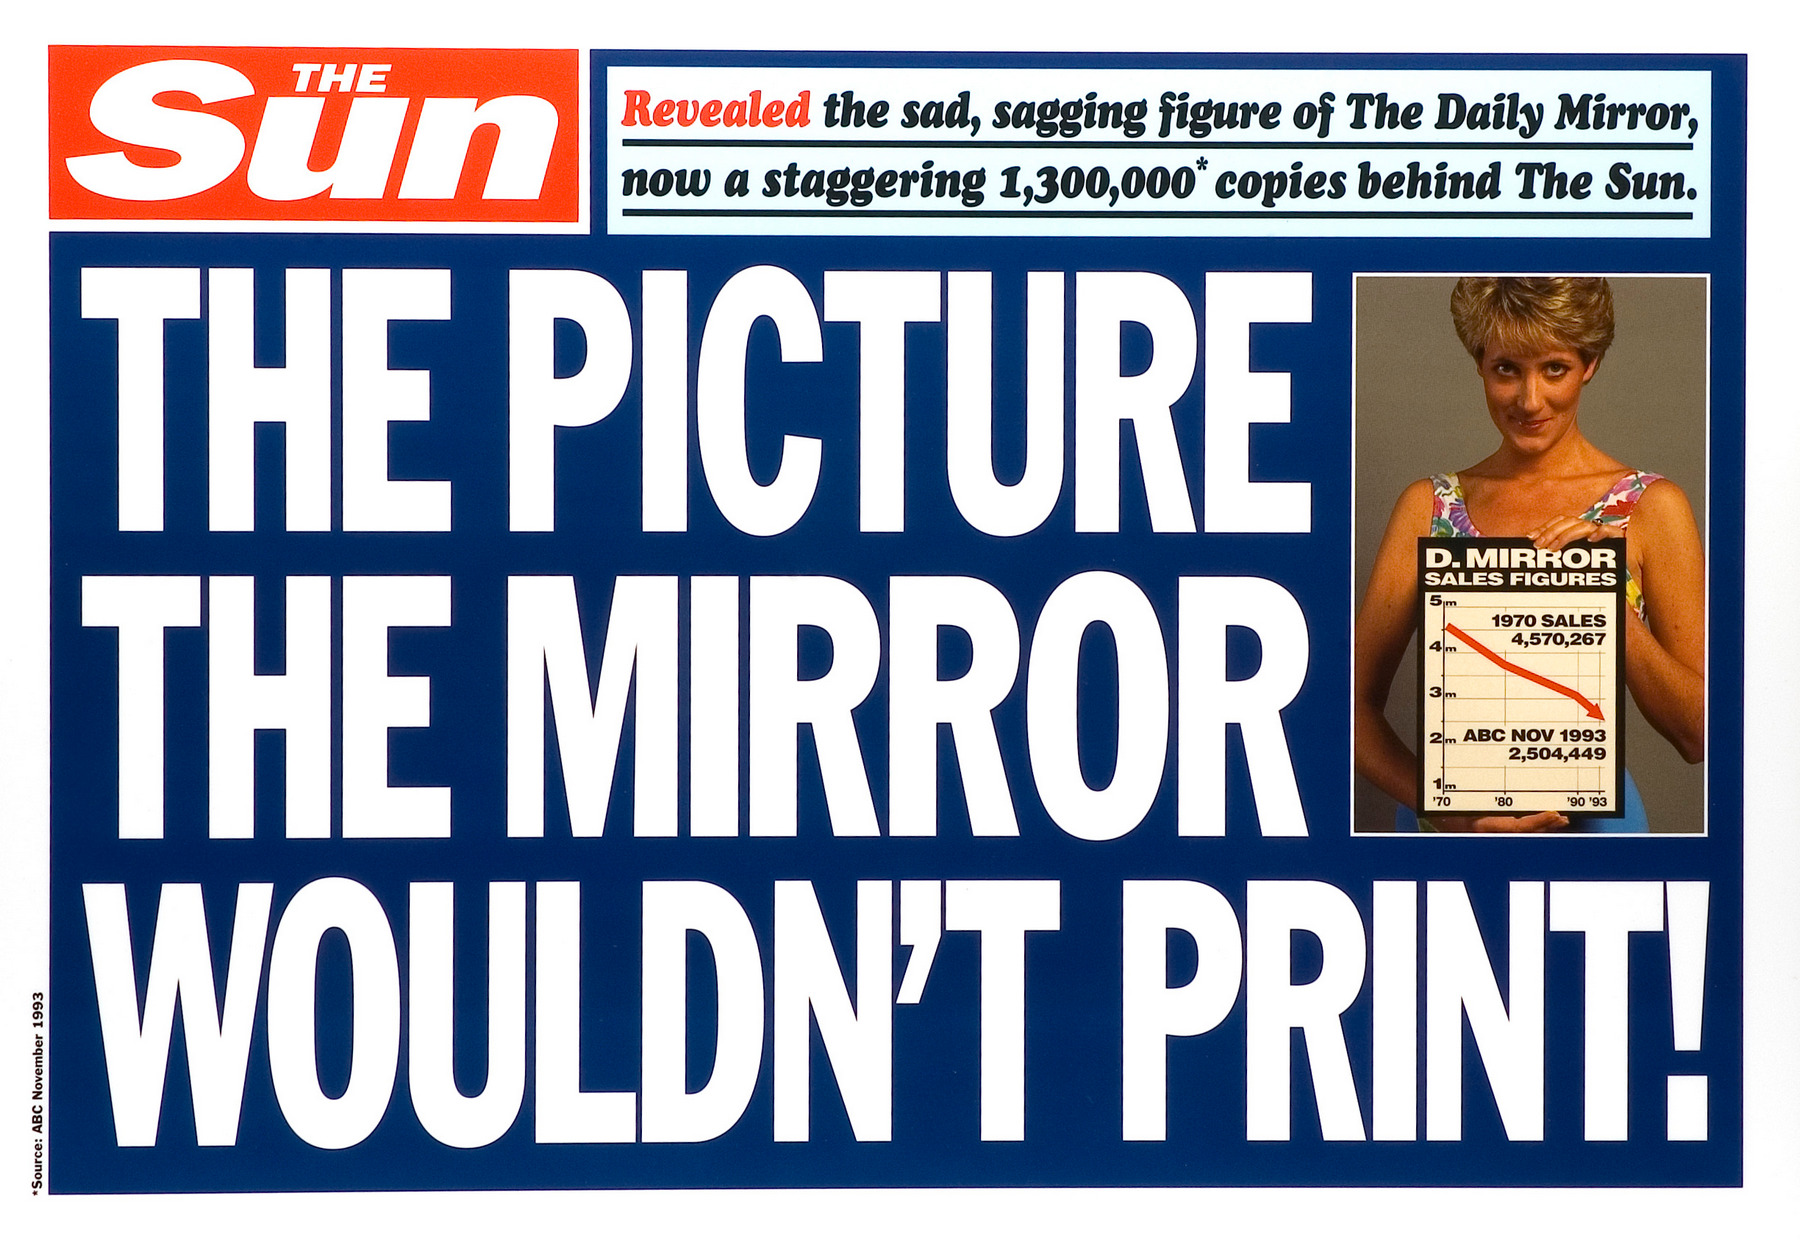 THE
Sun
Revealed the sad, sagging figure of The Daily Mirror,
now a staggering 1,300,000* copies behind The Sun.
THE PICTURE
THE MIRROR
WOULDN'T PRINT!
D. MIRROR
SALES FIGURES
5m
1970 SALES
4,570,267
4m
3m
2m
ABC NOV 1993
2,504,449
1m
'70 '80 '90 '93
*Source: ABC November 1993